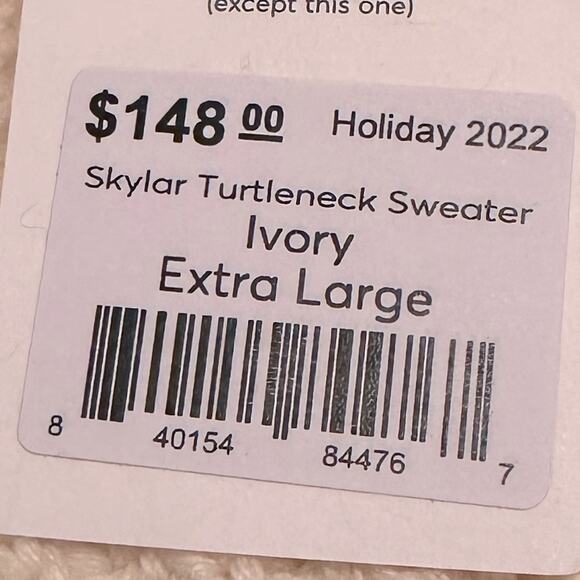 (except this one)
$148 00 Holiday 2022
Skylar Turtleneck Sweater
Ivory
Extra Large
8 40154 84476 7